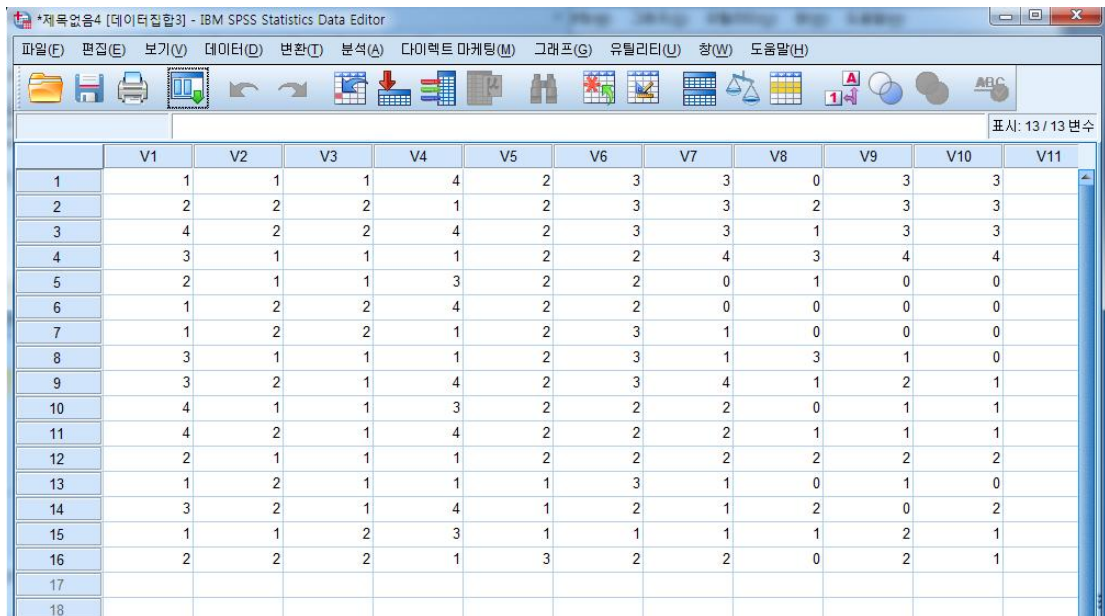 *제목없음4 [데이터집합3] - IBM SPSS Statistics Data Editor
파일(F) 편집(E) 보기(V) 데이터(D) 변환(T) 분석(A) 다이렉트 마케팅(M) 그래프(G) 유틸리티(U) 창(W) 도움말(H)
A
1
ABC
표시: 13 / 13 변수
V1 V2 V3 V4 V5 V6 V7 V8 V9 V10 V11
1 1 1 1 4 2 3 3 0 3 3
2 2 2 2 1 2 3 3 2 3 3
3 4 2 2 4 2 3 3 1 3 3
4 3 1 1 1 2 2 4 3 4 4
5 2 1 1 3 2 2 0 1 0 0
6 1 2 2 4 2 2 0 0 0 0
7 1 2 2 1 2 3 1 0 0 0
8 3 1 1 1 2 3 1 3 1 0
9 3 2 1 4 2 3 4 1 2 1
10 4 1 1 3 2 2 2 0 1 1
11 4 2 1 4 2 2 2 1 1 1
12 2 1 1 1 2 2 2 2 2 2
13 1 2 1 1 1 3 1 0 1 0
14 3 2 1 4 1 2 1 2 0 2
15 1 1 2 3 1 1 1 1 2 1
16 2 2 2 1 3 2 2 0 2 1
17
18